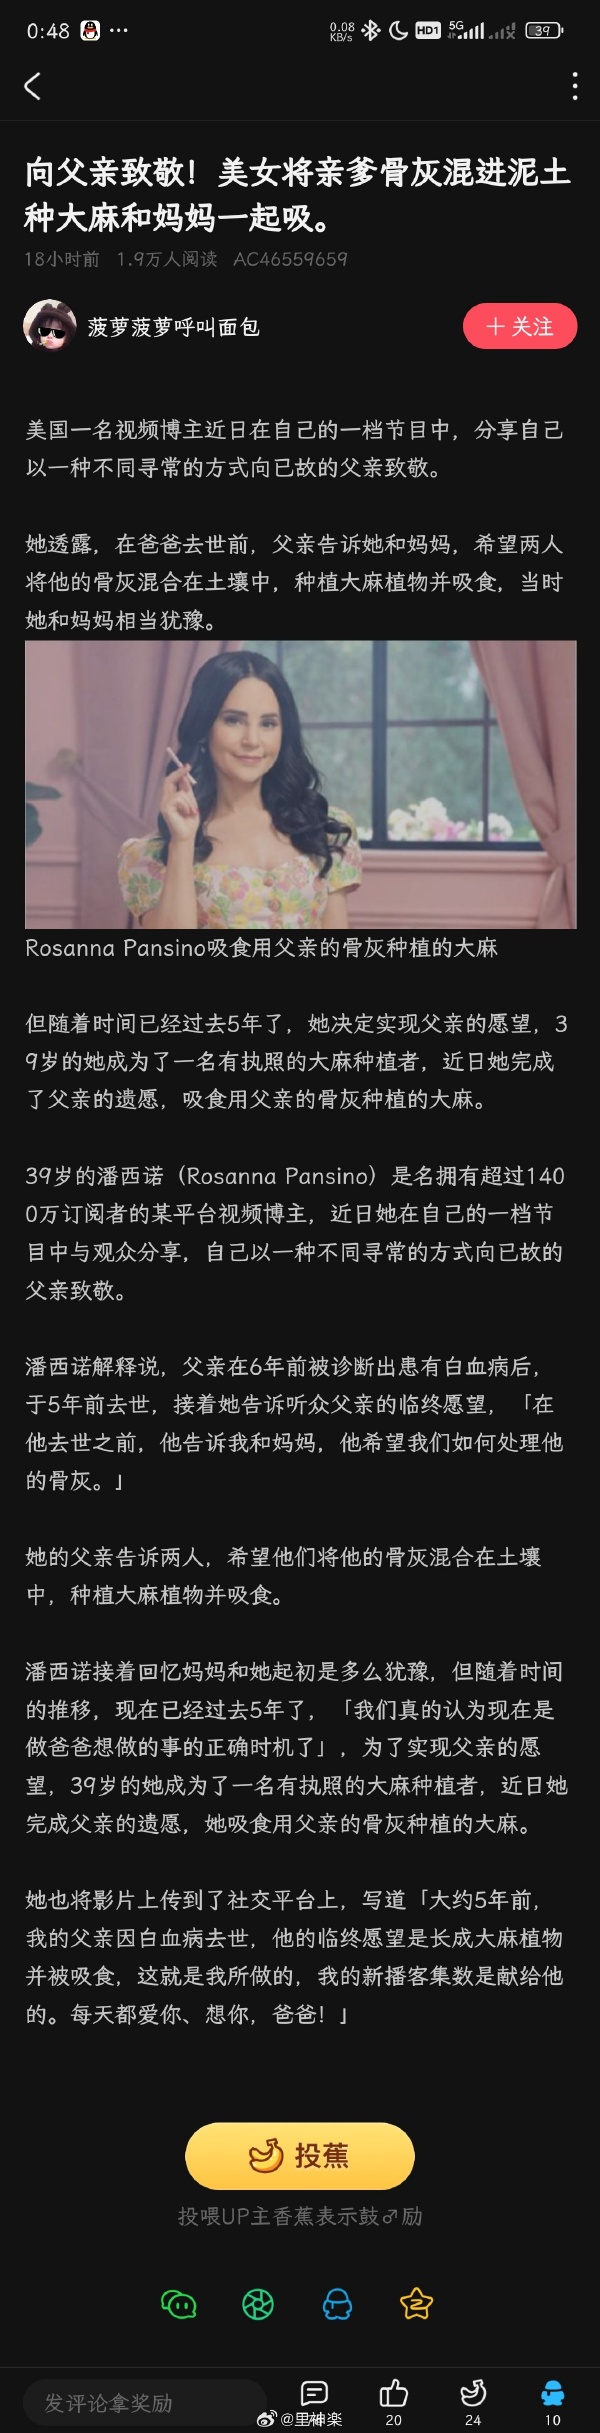 0:48 ... 0.08 KB/s HD1 5G 39
向父亲致敬！美女将亲爹骨灰混进泥土
种大麻和妈妈一起吸。
18小时前 1.9万人阅读 AC46559659
菠萝菠萝呼叫面包
+ 关注
美国一名视频博主近日在自己的一档节目中，分享自己
以一种不同寻常的方式向已故的父亲致敬。
她透露，在爸爸去世前，父亲告诉她和妈妈，希望两人
将他的骨灰混合在土壤中，种植大麻植物并吸食，当时
她和妈妈相当犹豫。
Rosanna Pansino吸食用父亲的骨灰种植的大麻
但随着时间已经过去5年了，她决定实现父亲的愿望，3
9岁的她成为了一名有执照的大麻种植者，近日她完成
了父亲的遗愿，吸食用父亲的骨灰种植的大麻。
39岁的潘西诺（Rosanna Pansino）是名拥有超过140
0万订阅者的某平台视频博主，近日她在自己的一档节
目中与观众分享，自己以一种不同寻常的方式向已故的
父亲致敬。
潘西诺解释说，父亲在6年前被诊断出患有白血病后，
于5年前去世，接着她告诉听众父亲的临终愿望，「在
他去世之前，他告诉我和妈妈，他希望我们如何处理他
的骨灰。」
她的父亲告诉两人，希望他们将他的骨灰混合在土壤
中，种植大麻植物并吸食。
潘西诺接着回忆妈妈和她起初是多么犹豫，但随着时间
的推移，现在已经过去5年了，「我们真的认为现在是
做爸爸想做的事的正确时机了」，为了实现父亲的愿
望，39岁的她成为了一名有执照的大麻种植者，近日她
完成父亲的遗愿，她吸食用父亲的骨灰种植的大麻。
她也将影片上传到了社交平台上，写道「大约5年前，
我的父亲因白血病去世，他的临终愿望是长成大麻植物
并被吸食，这就是我所做的，我的新播客集数是献给他
的。每天都爱你、想你，爸爸！」
投蕉
投喂UP主香蕉表示鼓♂励
发评论拿奖励
@里神楽
20 24 10